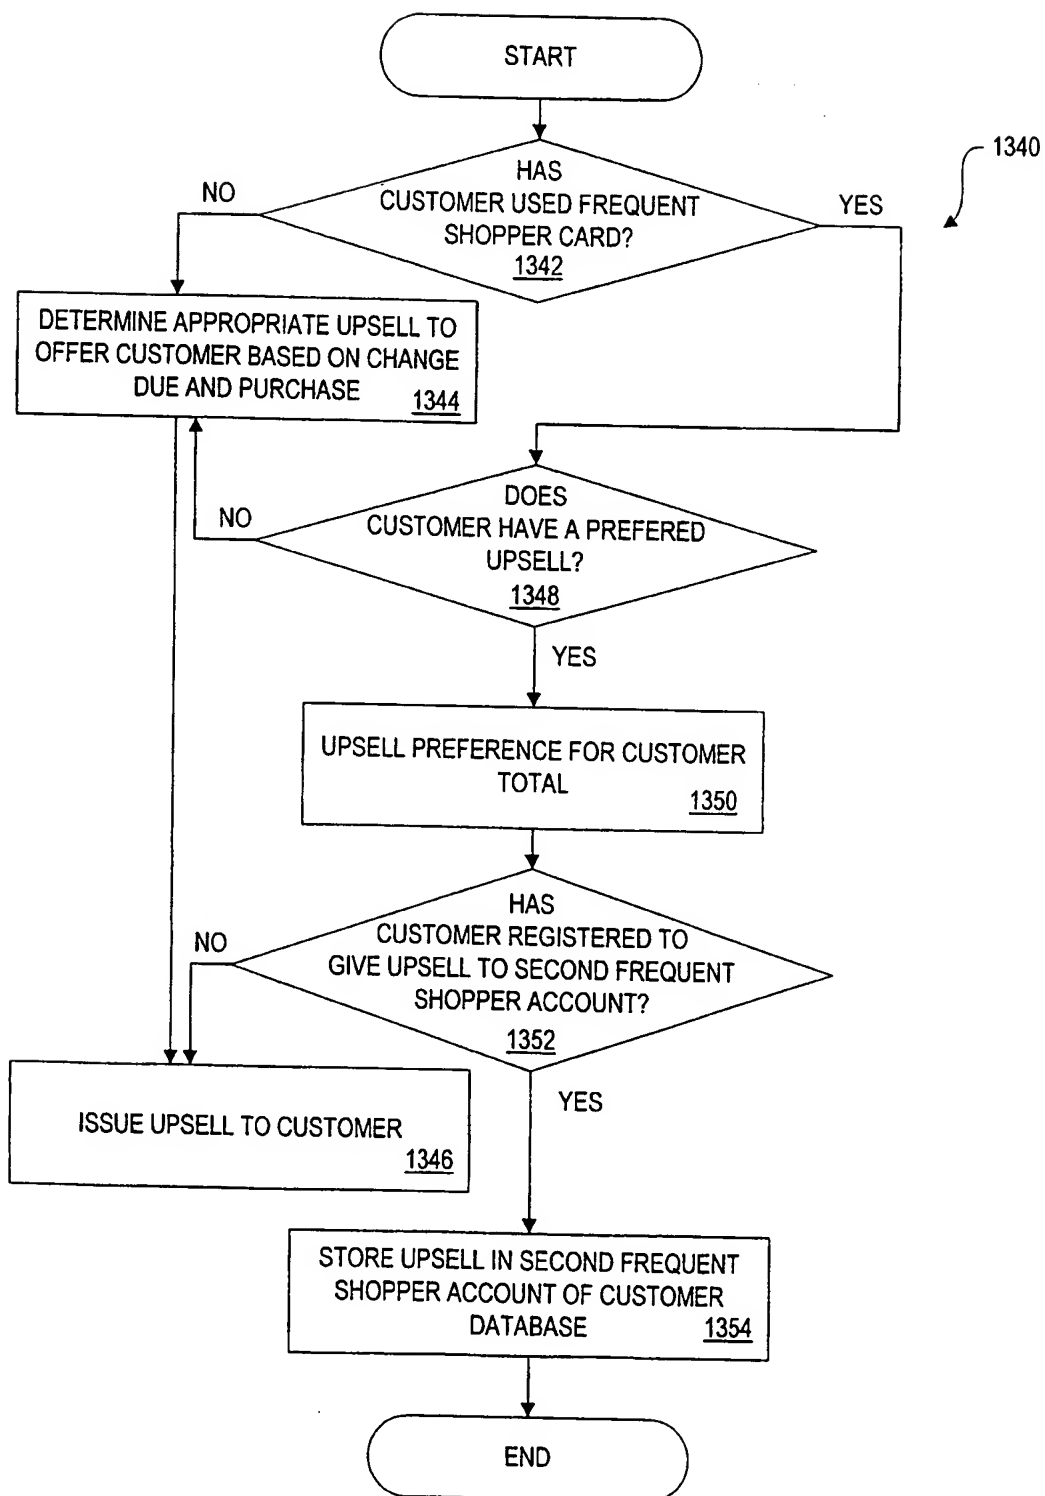 START
1340
HAS
CUSTOMER USED FREQUENT
SHOPPER CARD?
1342
NO
YES
DETERMINE APPROPRIATE UPSELL TO
OFFER CUSTOMER BASED ON CHANGE
DUE AND PURCHASE
1344
DOES
CUSTOMER HAVE A PREFERED
UPSELL?
1348
NO
YES
UPSELL PREFERENCE FOR CUSTOMER
TOTAL
1350
HAS
CUSTOMER REGISTERED TO
GIVE UPSELL TO SECOND FREQUENT
SHOPPER ACCOUNT?
1352
NO
YES
ISSUE UPSELL TO CUSTOMER
1346
STORE UPSELL IN SECOND FREQUENT
SHOPPER ACCOUNT OF CUSTOMER
DATABASE
1354
END